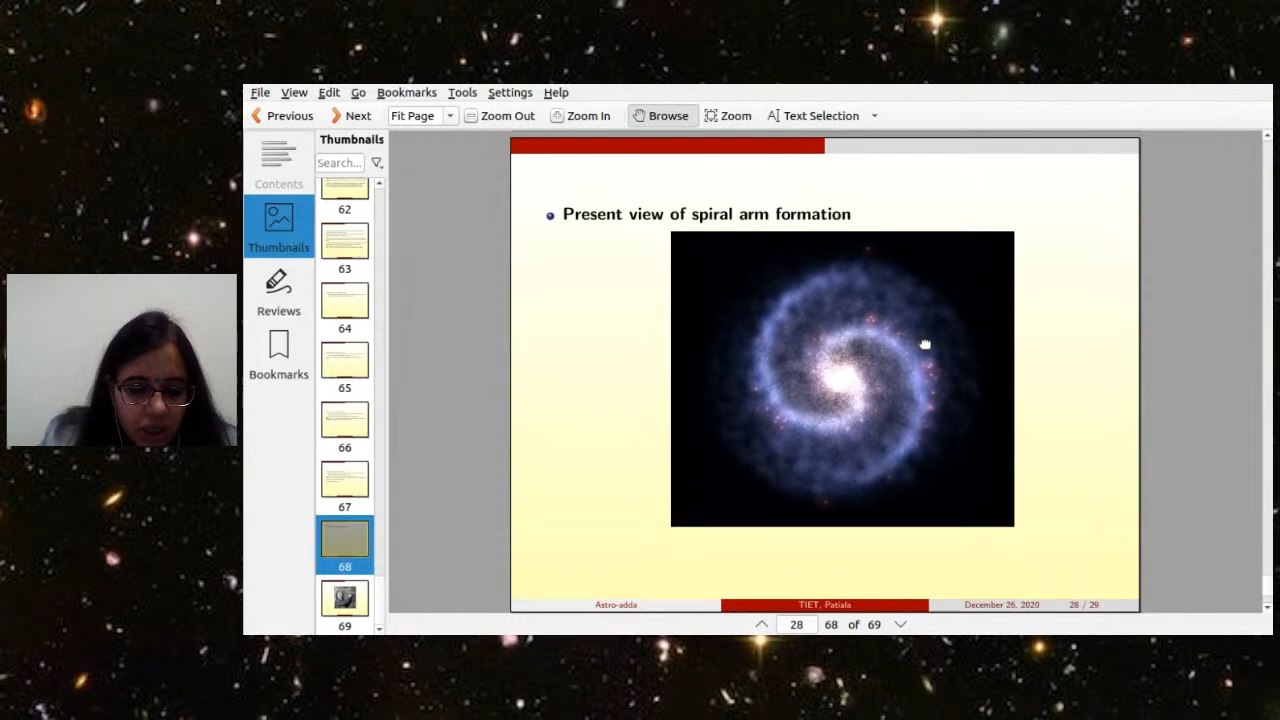 File View Edit Go Bookmarks Tools Settings Help
Previous Next Fit Page Zoom Out Zoom In Browse Zoom Text Selection
Thumbnails
Search...
Contents
Thumbnails
Reviews
Bookmarks
62
63
64
65
66
67
68
69
Present view of spiral arm formation
Astro-adda TIET, Patiala December 26, 2020 28 / 29
28 68 of 69